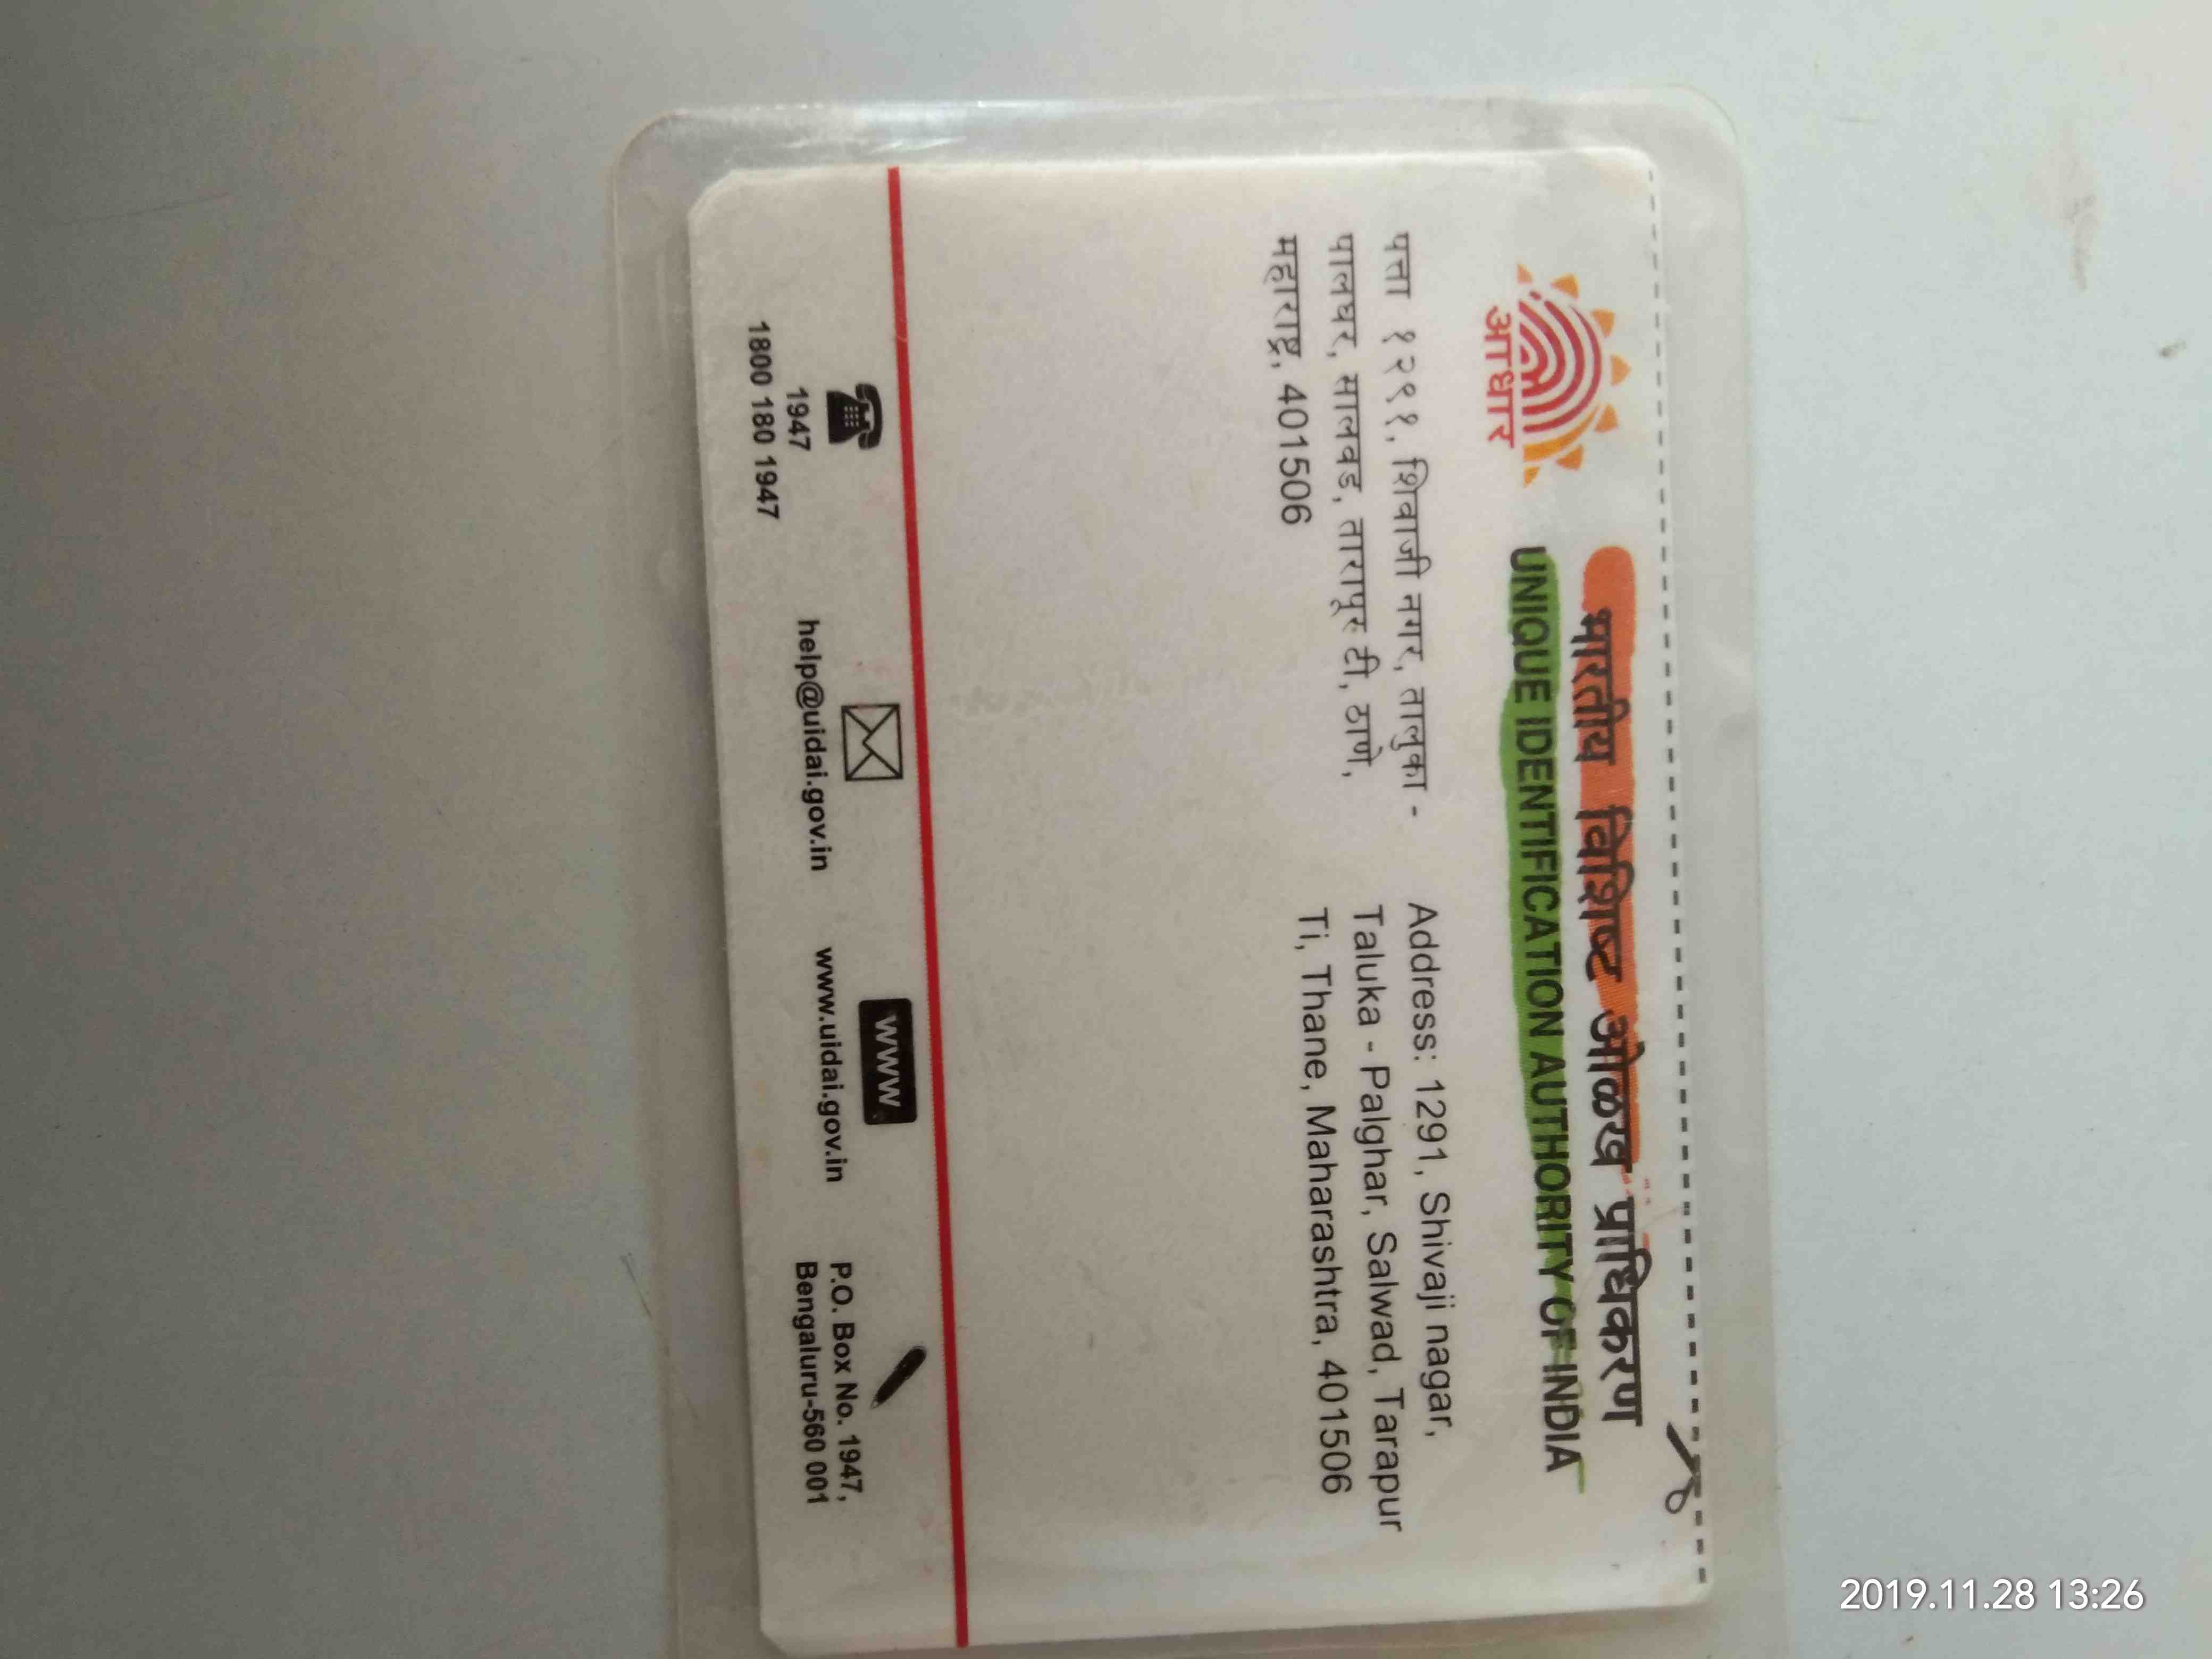 भारतीय विशिष्ट ओळख प्राधिकरण
UNIQUE IDENTIFICATION AUTHORITY OF INDIA
आधार
पत्ता १२९१, शिवाजी नगर, तालुका -
पालघर, सालवड, तारापूर टी, ठाणे,
महाराष्ट्र, 401506
Address: 1291, Shivaji nagar,
Taluka - Palghar, Salwad, Tarapur
Ti, Thane, Maharashtra, 401506
1947
1800 180 1947
help@uidai.gov.in
WWW
www.uidai.gov.in
P.O. Box No. 1947,
Bengaluru-560 001
2019.11.28 13:26